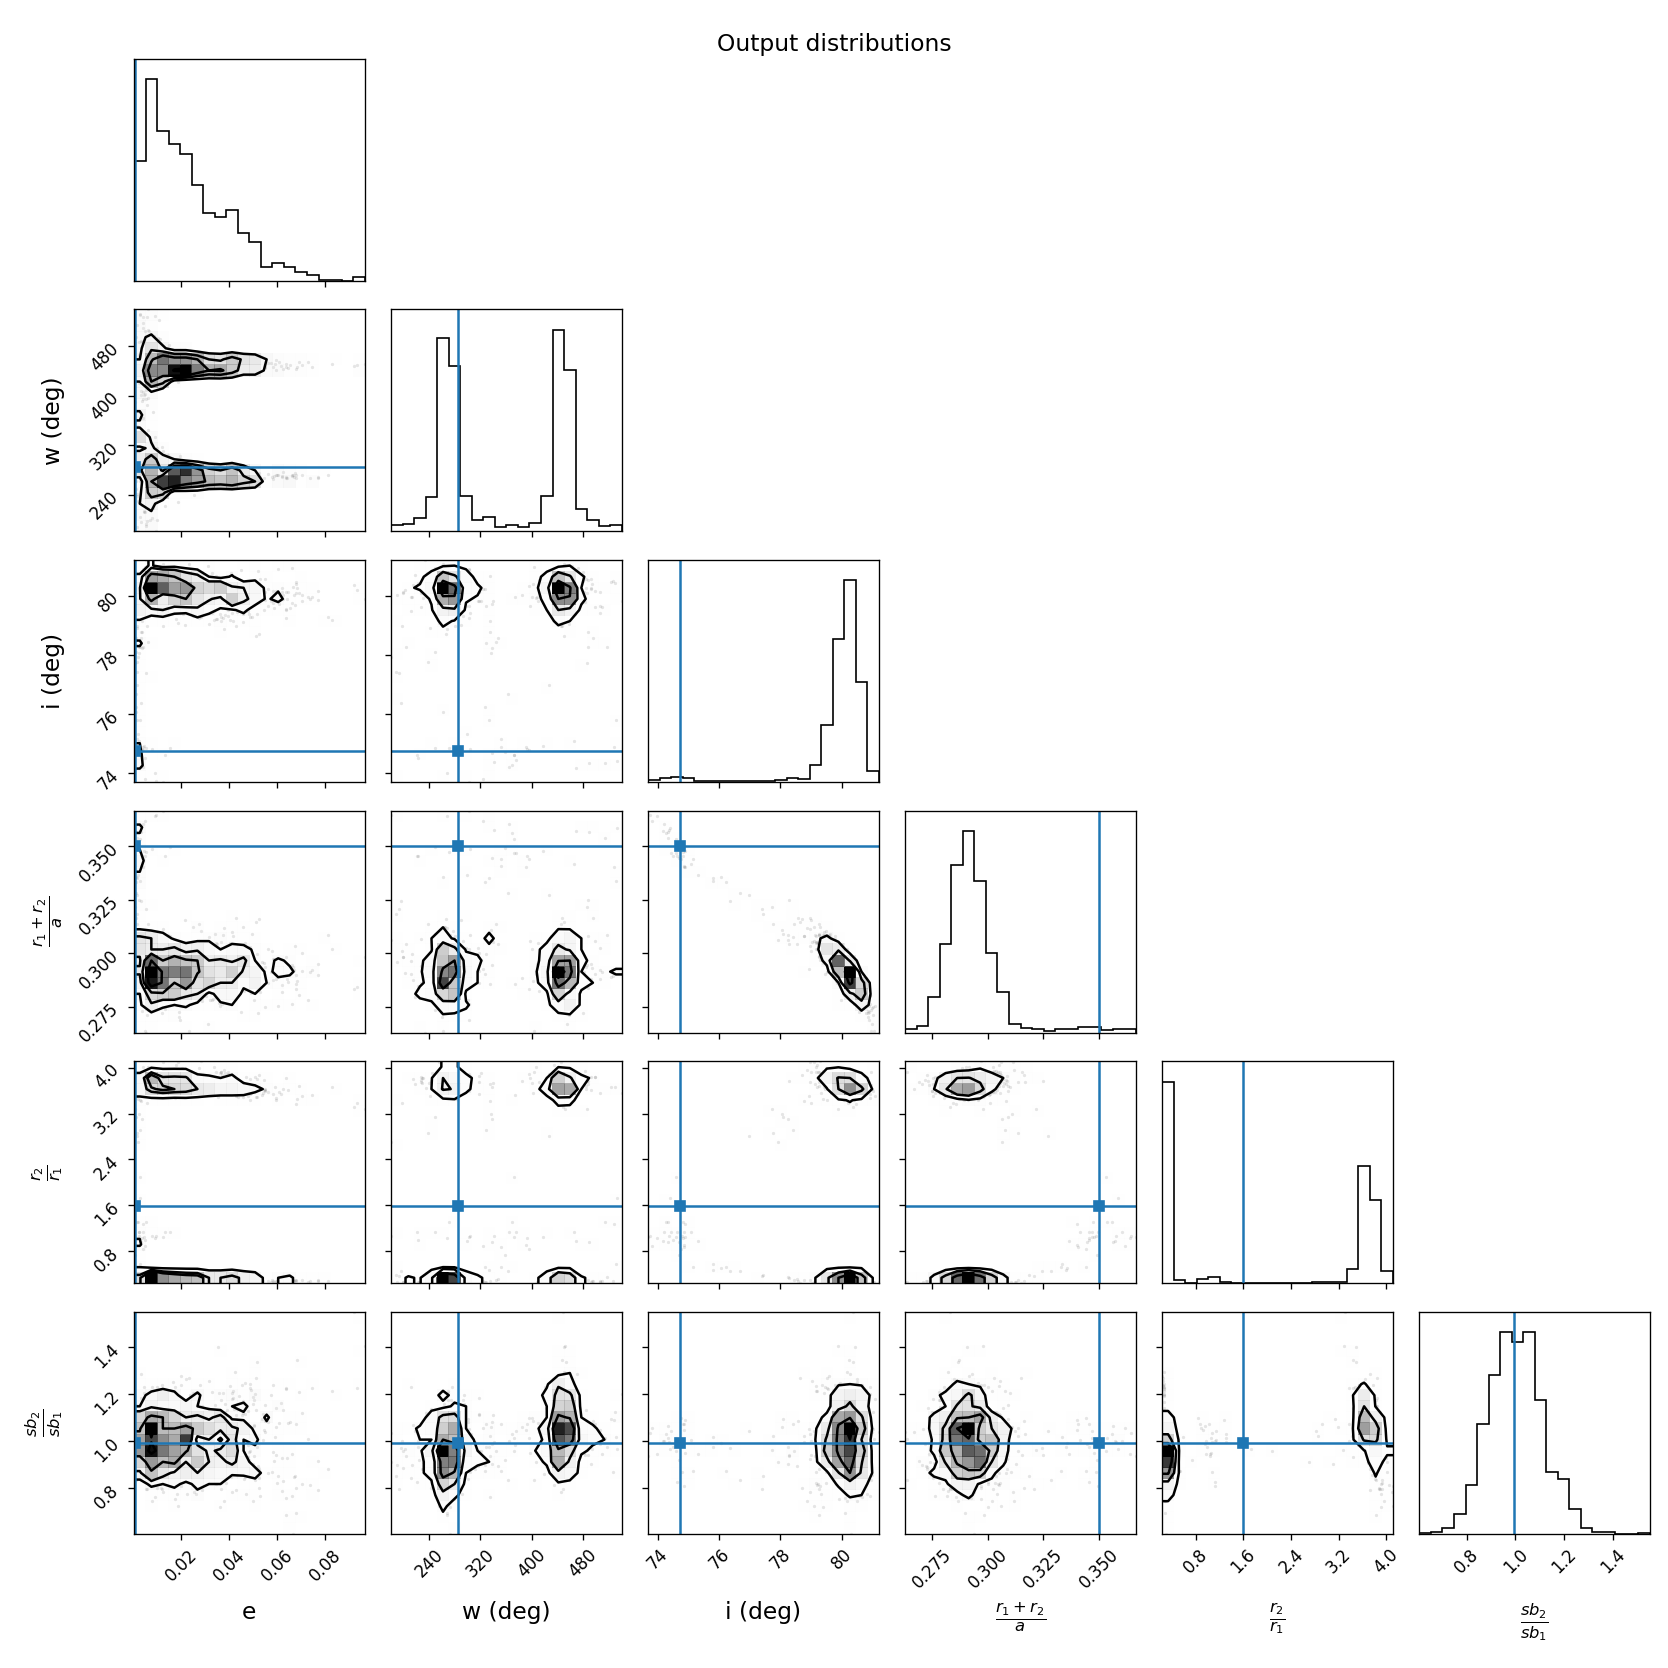 Output distributions
w (deg)
480
400
320
240
i (deg)
80
78
76
74
r₁ + r₂
a
0.350
0.325
0.300
0.275
r₂
r₁
4.0
3.2
2.4
1.6
0.8
sb₂
sb₁
1.4
1.2
1.0
0.8
0.02 0.04 0.06 0.08
e
240 320 400 480
w (deg)
74 76 78 80
i (deg)
0.275 0.300 0.325 0.350
r₁ + r₂
a
0.8 1.6 2.4 3.2 4.0
r₂
r₁
0.8 1.0 1.2 1.4
sb₂
sb₁